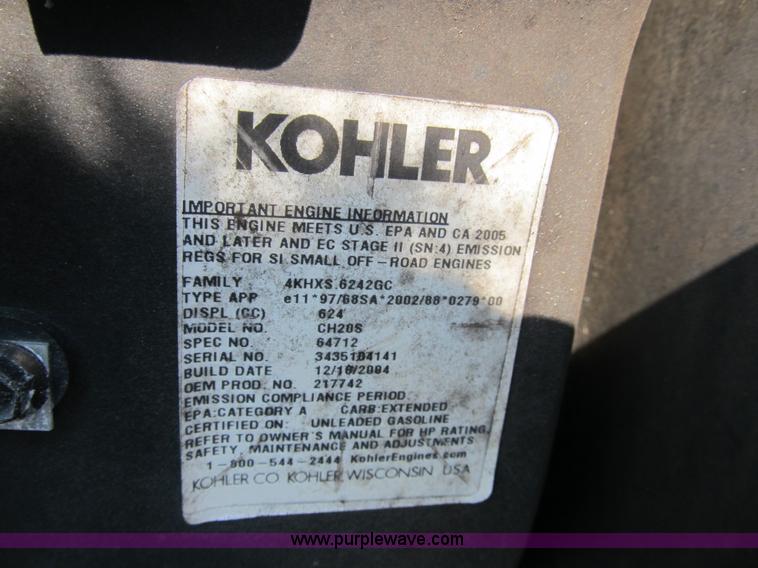 KOHLER
IMPORTANT ENGINE INFORMATION
THIS ENGINE MEETS U.S. EPA AND CA 2005
AND LATER AND EC STAGE II (SN:4) EMISSION
REGS FOR SI SMALL OFF-ROAD ENGINES
FAMILY 4KHXS.6242GC
TYPE APP e11*97/68SA*2002/88*0279*00
DISPL (CC) 624
MODEL NO. CH20S
SPEC NO. 64712
SERIAL NO. 3435104141
BUILD DATE 12/16/2004
OEM PROD. NO. 217742
EMISSION COMPLIANCE PERIOD
EPA:CATEGORY A CARB:EXTENDED
CERTIFIED ON: UNLEADED GASOLINE
REFER TO OWNER'S MANUAL FOR HP RATING,
SAFETY, MAINTENANCE AND ADJUSTMENTS
1-800-544-2444 KohlerEngines.com
KOHLER CO. KOHLER, WISCONSIN USA
www.purplewave.com